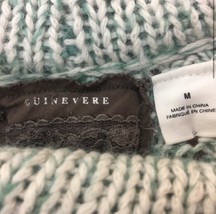 GUINEVERE
M
MADE IN CHINA
FABRIQUÉ EN CHINE